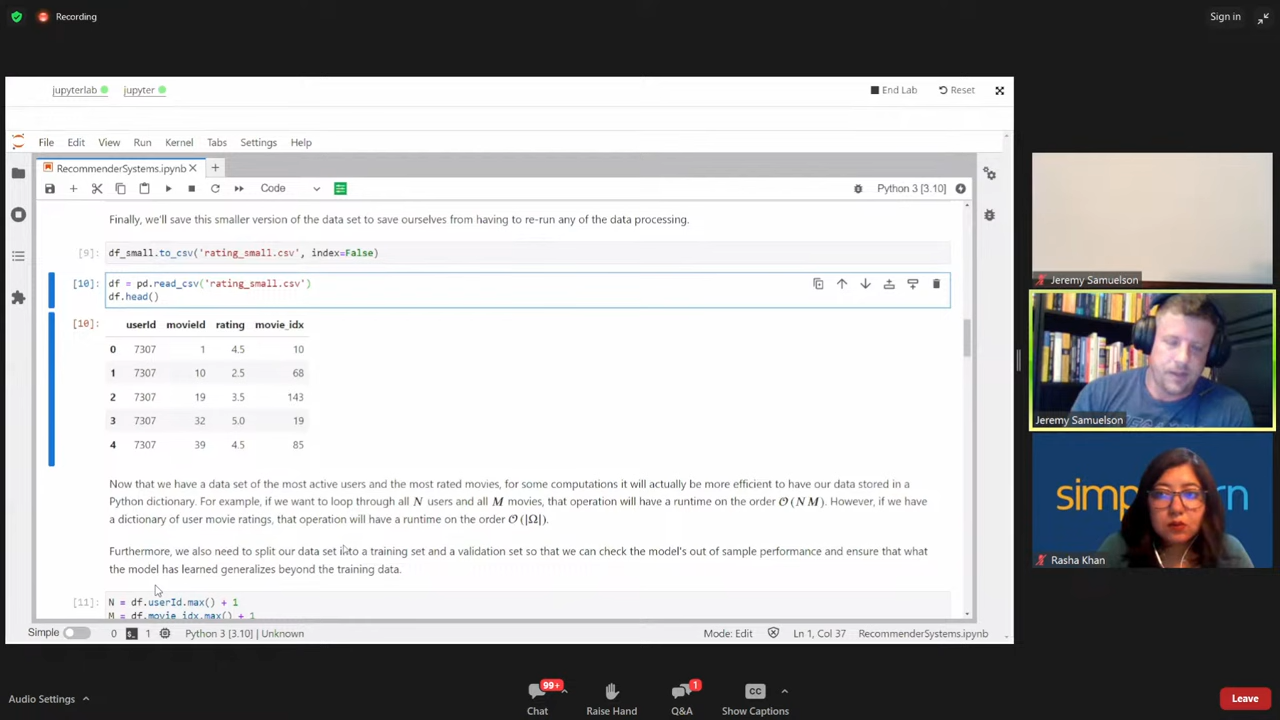 Recording
Sign in
jupyterlab
jupyter
End Lab
Reset
File Edit View Run Kernel Tabs Settings Help
RecommenderSystems.ipynb
Code
Python 3 [3.10]
Finally, we'll save this smaller version of the data set to save ourselves from having to re-run any of the data processing.
[9]: df_small.to_csv('rating_small.csv', index=False)
[10]: df = pd.read_csv('rating_small.csv')
df.head()
[10]: userId movieId rating movie_idx
0 7307 1 4.5 10
1 7307 10 2.5 68
2 7307 19 3.5 143
3 7307 32 5.0 19
4 7307 39 4.5 85
Now that we have a data set of the most active users and the most rated movies, for some computations it will actually be more efficient to have our data stored in a
Python dictionary. For example, if we want to loop through all N users and all M movies, that operation will have a runtime on the order O(NM). However, if we have
a dictionary of user movie ratings, that operation will have a runtime on the order O(|Ω|).
Furthermore, we also need to split our data set into a training set and a validation set so that we can check the model's out of sample performance and ensure that what
the model has learned generalizes beyond the training data.
[11]: N = df.userId.max() + 1
M = df.movie_idx.max() + 1
Simple 0 1 Python 3 [3.10] | Unknown Mode: Edit Ln 1, Col 37 RecommenderSystems.ipynb
Jeremy Samuelson
Jeremy Samuelson
Rasha Khan
Audio Settings
99+
Chat
Raise Hand
1
Q&A
CC
Show Captions
Leave